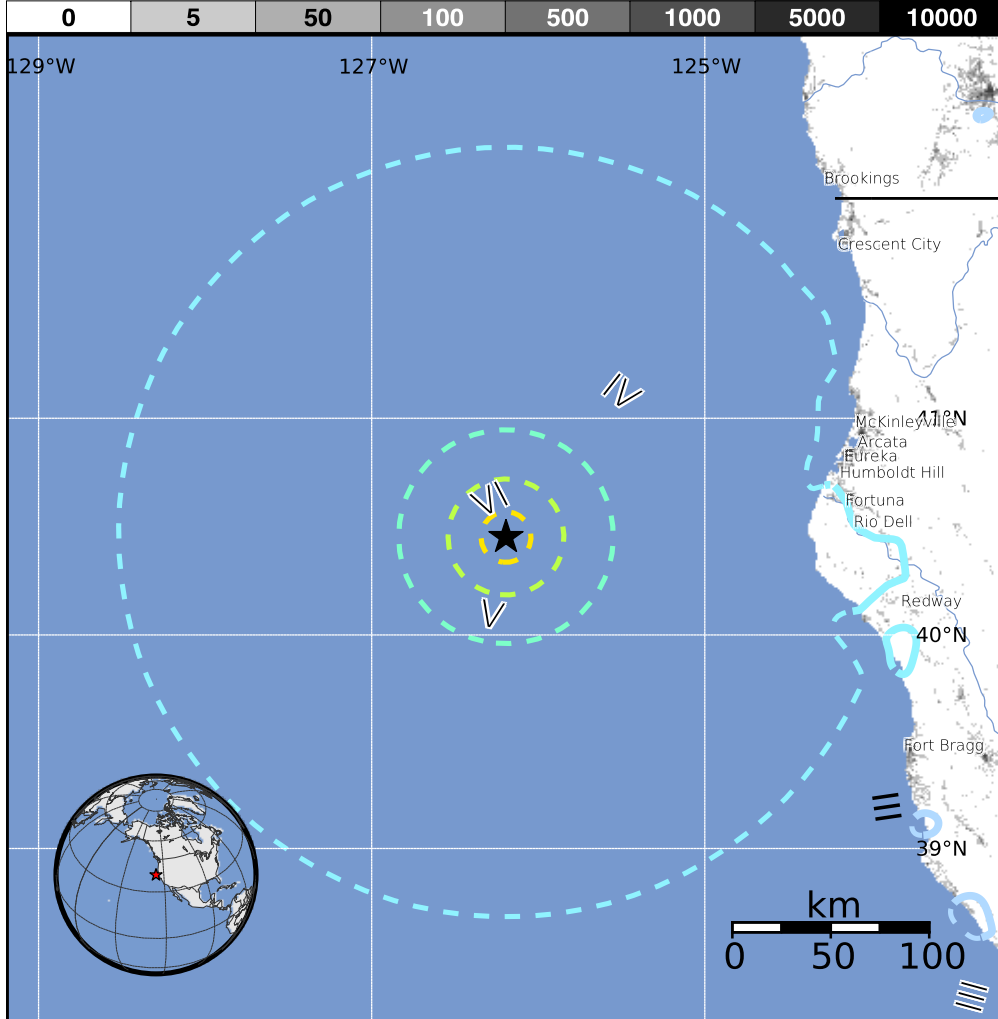 0 5 50 100 500 1000 5000 10000
129°W 127°W 125°W
Brookings
Crescent City
IV
41°N
McKinleyville
Arcata
Eureka
Humboldt Hill
VI
Fortuna
Rio Dell
V
Redway
40°N
Fort Bragg
III
39°N
km
0 50 100
III